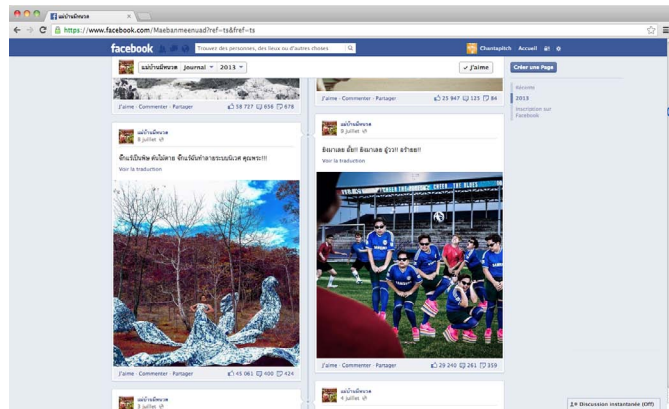 แม่บ้านมีหนวด
https://www.facebook.com/Maebanmeenuad?ref=ts&fref=ts
facebook
Trouvez des personnes, des lieux ou d'autres choses
Chantapitch Accueil
แม่บ้านมีหนวด Journal 2013
✓ J'aime
Créer une Page
Récents
2013
Inscription sur
Facebook
J'aime · Commenter · Partager 58 727 656 678
J'aime · Commenter · Partager 25 947 123 84
แม่บ้านมีหนวด
8 juillet
Voir la traduction
J'aime · Commenter · Partager 45 061 400 424
แม่บ้านมีหนวด
3 juillet
แม่บ้านมีหนวด
8 juillet
Voir la traduction
J'aime · Commenter · Partager 29 240 261 359
แม่บ้านมีหนวด
4 juillet
Discussion instantanée (Off)